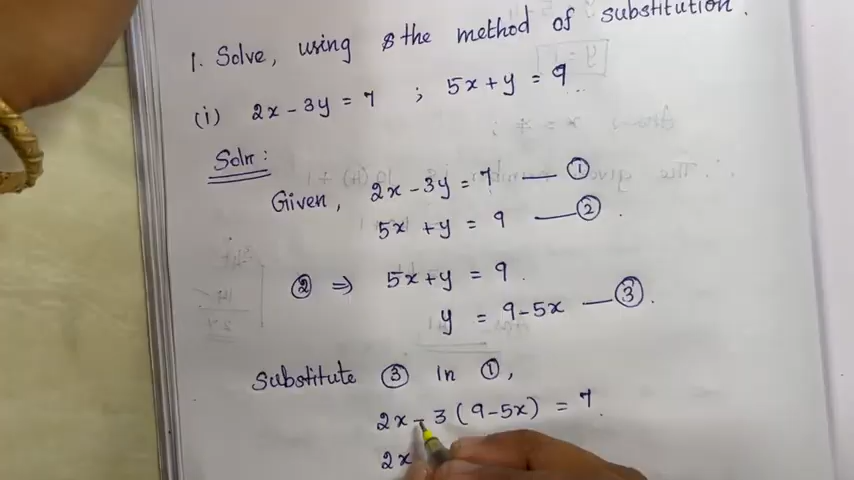 1. Solve, using the method of substitution.
(i) 2x - 3y = 7 ; 5x + y = 9
Soln:
Given, 2x - 3y = 7 — ①
5x + y = 9 — ②
② ⇒ 5x + y = 9
y = 9 - 5x — ③
Substitute ③ in ①,
2x - 3 (9 - 5x) = 7
2x